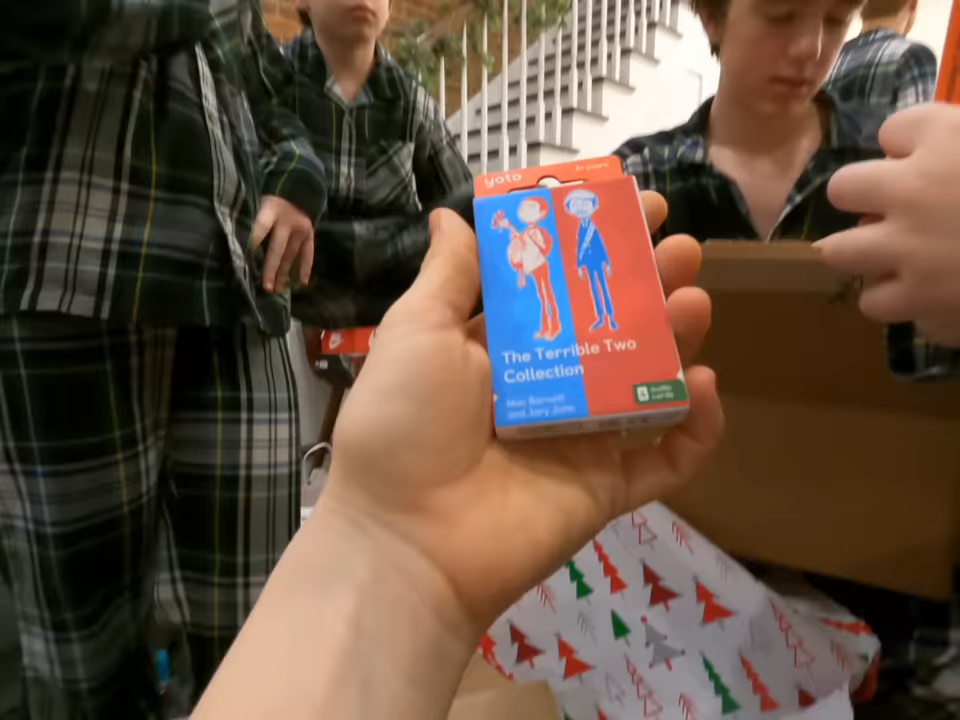 yoto
The Terrible Two
Collection
Mac Barnett
and Jory John